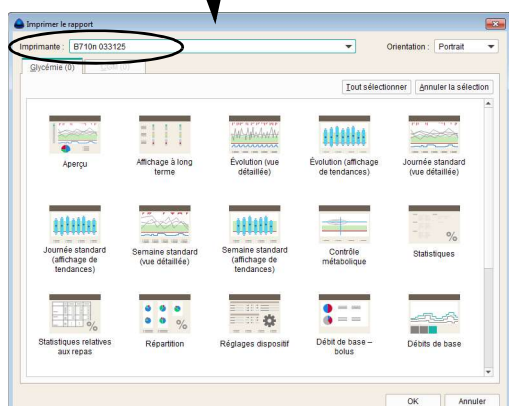 Imprimer le rapport
Imprimante : B710n 033125 Orientation : Portrait
Glycémie (0)
Tout sélectionner Annuler la sélection
Aperçu
Affichage à long
terme
Évolution (vue
détaillée)
Évolution (affichage
de tendances)
Journée standard
(vue détaillée)
Journée standard
(affichage de
tendances)
Semaine standard
(vue détaillée)
Semaine standard
(affichage de
tendances)
Contrôle
métabolique
Statistiques
Statistiques relatives
aux repas
Répartition
Réglages dispositif
Débit de base –
bolus
Débits de base
OK Annuler